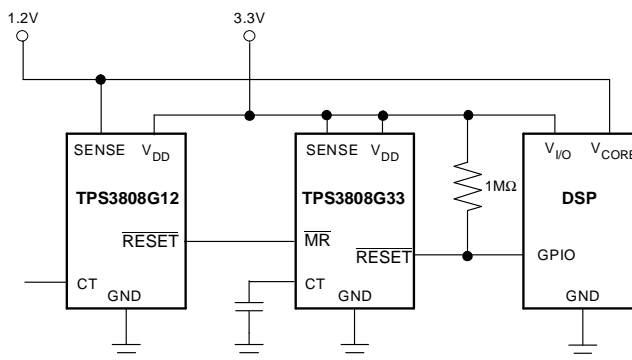 1.2V 3.3V
SENSE VDD SENSE VDD VI/O VCORE
TPS3808G12 TPS3808G33 1MΩ DSP
RESET MR
RESET GPIO
CT CT
GND GND GND